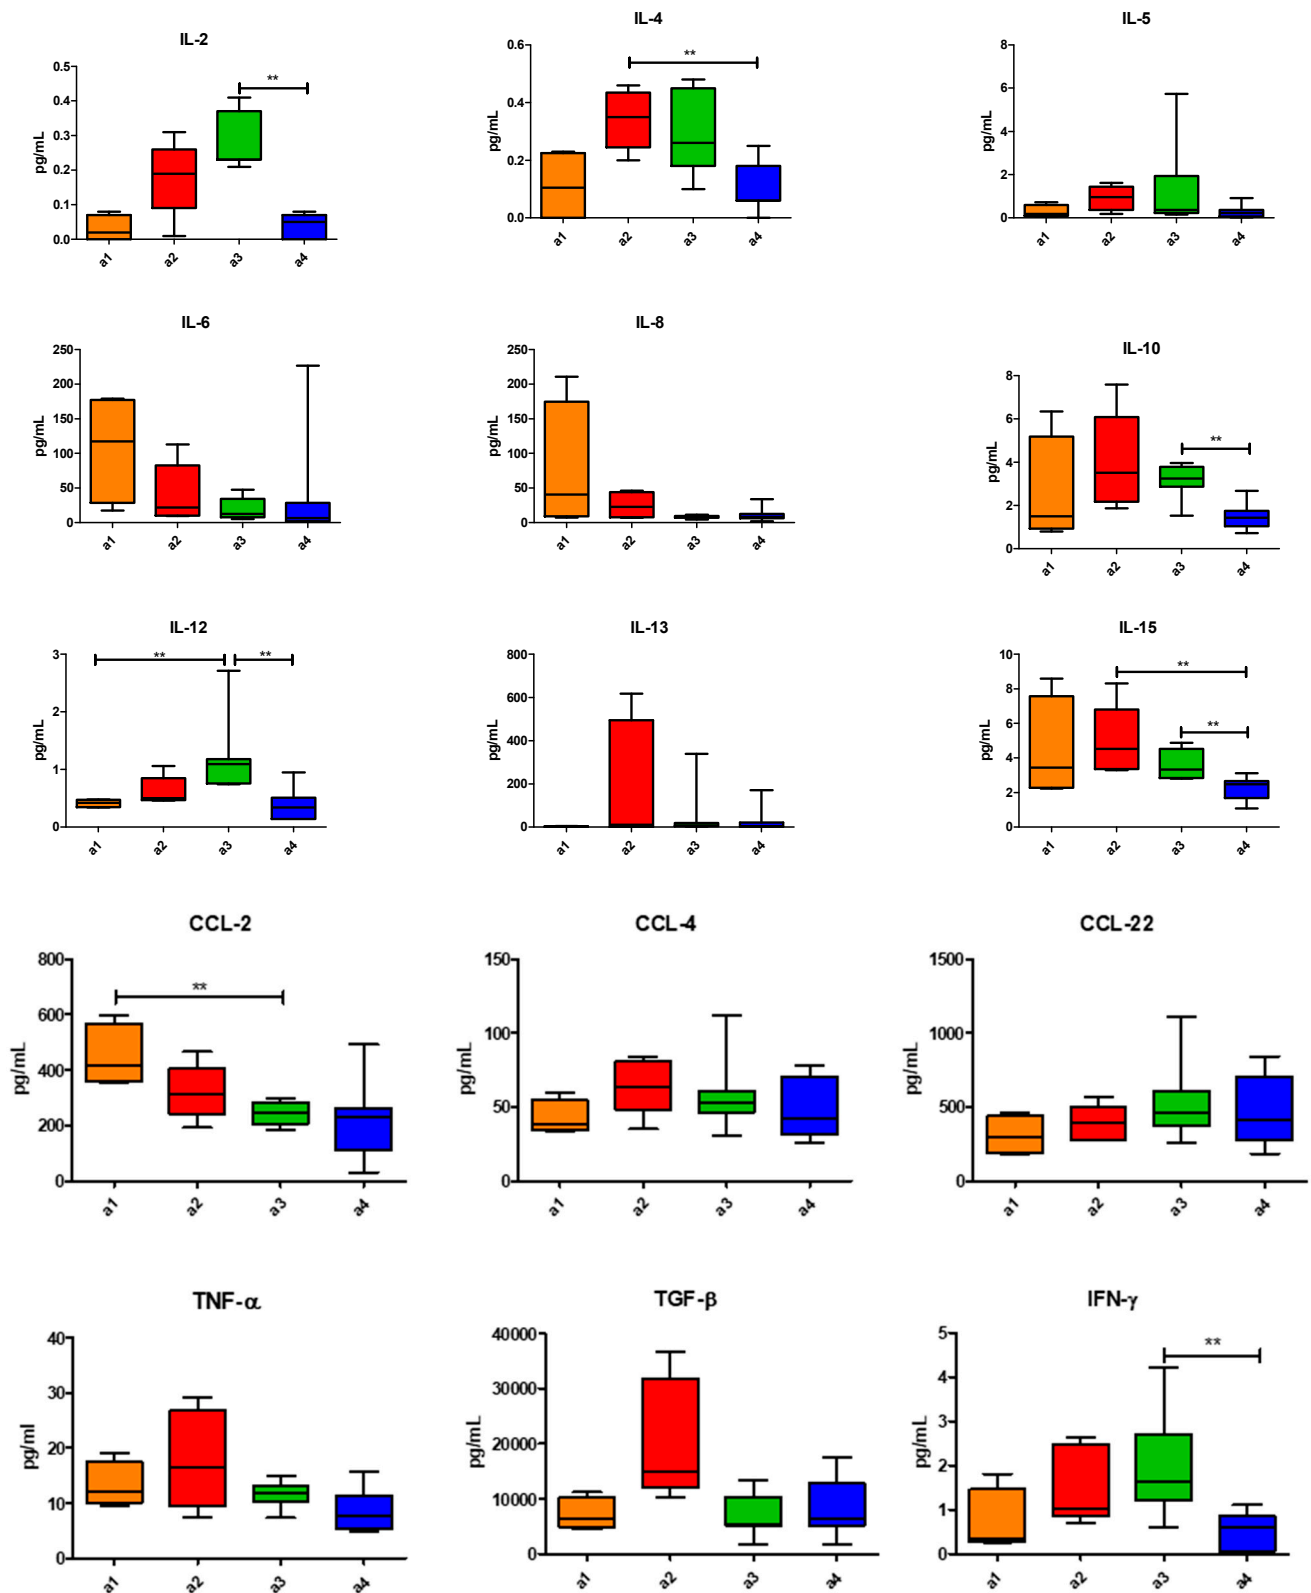 IL-2
pg/mL
0.5
0.4
0.3
0.2
0.1
0.0
**
a1 a2 a3 a4
IL-4
pg/mL
0.6
0.4
0.2
0.0
**
a1 a2 a3 a4
IL-5
pg/mL
8
6
4
2
0
a1 a2 a3 a4
IL-6
pg/mL
250
200
150
100
50
0
a1 a2 a3 a4
IL-8
pg/mL
250
200
150
100
50
0
a1 a2 a3 a4
IL-10
pg/mL
8
6
4
2
0
**
a1 a2 a3 a4
IL-12
pg/mL
3
2
1
0
** **
a1 a2 a3 a4
IL-13
pg/mL
800
600
400
200
0
a1 a2 a3 a4
IL-15
pg/mL
10
8
6
4
2
0
**
**
a1 a2 a3 a4
CCL-2
pg/mL
800
600
400
200
0
**
a1 a2 a3 a4
CCL-4
pg/mL
150
100
50
0
a1 a2 a3 a4
CCL-22
pg/mL
1500
1000
500
0
a1 a2 a3 a4
TNF-α
pg/ml
40
30
20
10
0
a1 a2 a3 a4
TGF-β
pg/mL
40000
30000
20000
10000
0
a1 a2 a3 a4
IFN-γ
pg/mL
5
4
3
2
1
0
**
a1 a2 a3 a4